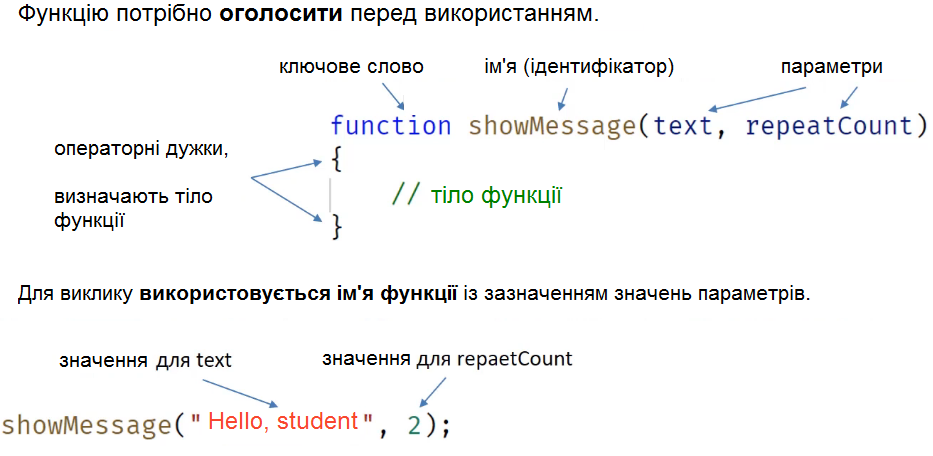 Функцію потрібно оголосити перед використанням.
ключове слово ім'я (ідентифікатор) параметри
function showMessage(text, repeatCount)
операторні дужки,
{
визначають тіло
функції
// тіло функції
}
Для виклику використовується ім'я функції із зазначенням значень параметрів.
значення для text значення для repaetCount
showMessage("Hello, student", 2);